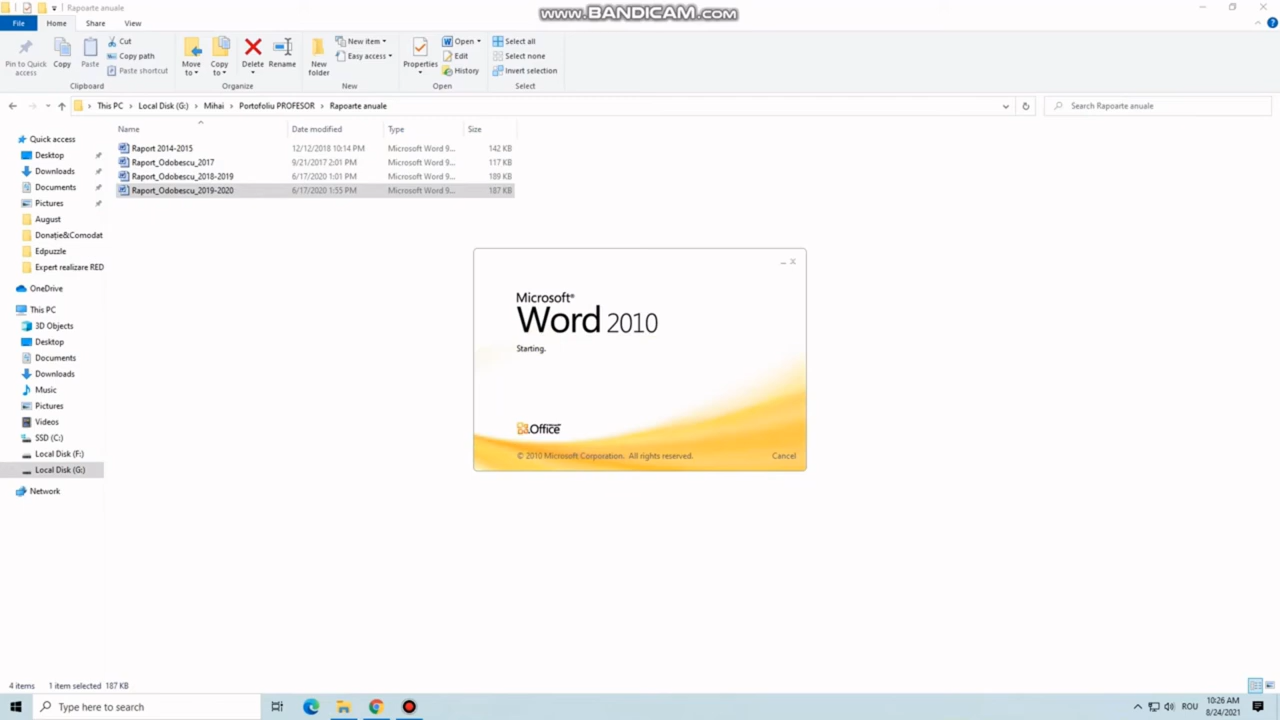 Rapoarte anuale
www.BANDICAM.com
File Home Share View
Pin to Quick access
Copy
Paste
Cut
Copy path
Paste shortcut
Move to
Copy to
Delete
Rename
New folder
New item
Easy access
Properties
Open
Edit
History
Select all
Select none
Invert selection
Clipboard Organize New Open Select
This PC Local Disk (G:) Mihai Portofoliu PROFESOR Rapoarte anuale
Search Rapoarte anuale
Name Date modified Type Size
Raport 2014-2015 12/12/2018 10:14 PM Microsoft Word 9... 142 KB
Raport_Odobescu_2017 9/21/2017 2:01 PM Microsoft Word 9... 117 KB
Raport_Odobescu_2018-2019 6/17/2020 1:01 PM Microsoft Word 9... 189 KB
Raport_Odobescu_2019-2020 6/17/2020 1:55 PM Microsoft Word 9... 187 KB
Quick access
Desktop
Downloads
Documents
Pictures
August
Donație&Comodat
Edpuzzle
Expert realizare RED
OneDrive
This PC
3D Objects
Desktop
Documents
Downloads
Music
Pictures
Videos
SSD (C:)
Local Disk (F:)
Local Disk (G:)
Network
Microsoft®
Word 2010
Starting.
Microsoft
Office
© 2010 Microsoft Corporation. All rights reserved. Cancel
4 items 1 item selected 187 KB
Type here to search
ROU
10:26 AM
8/24/2021